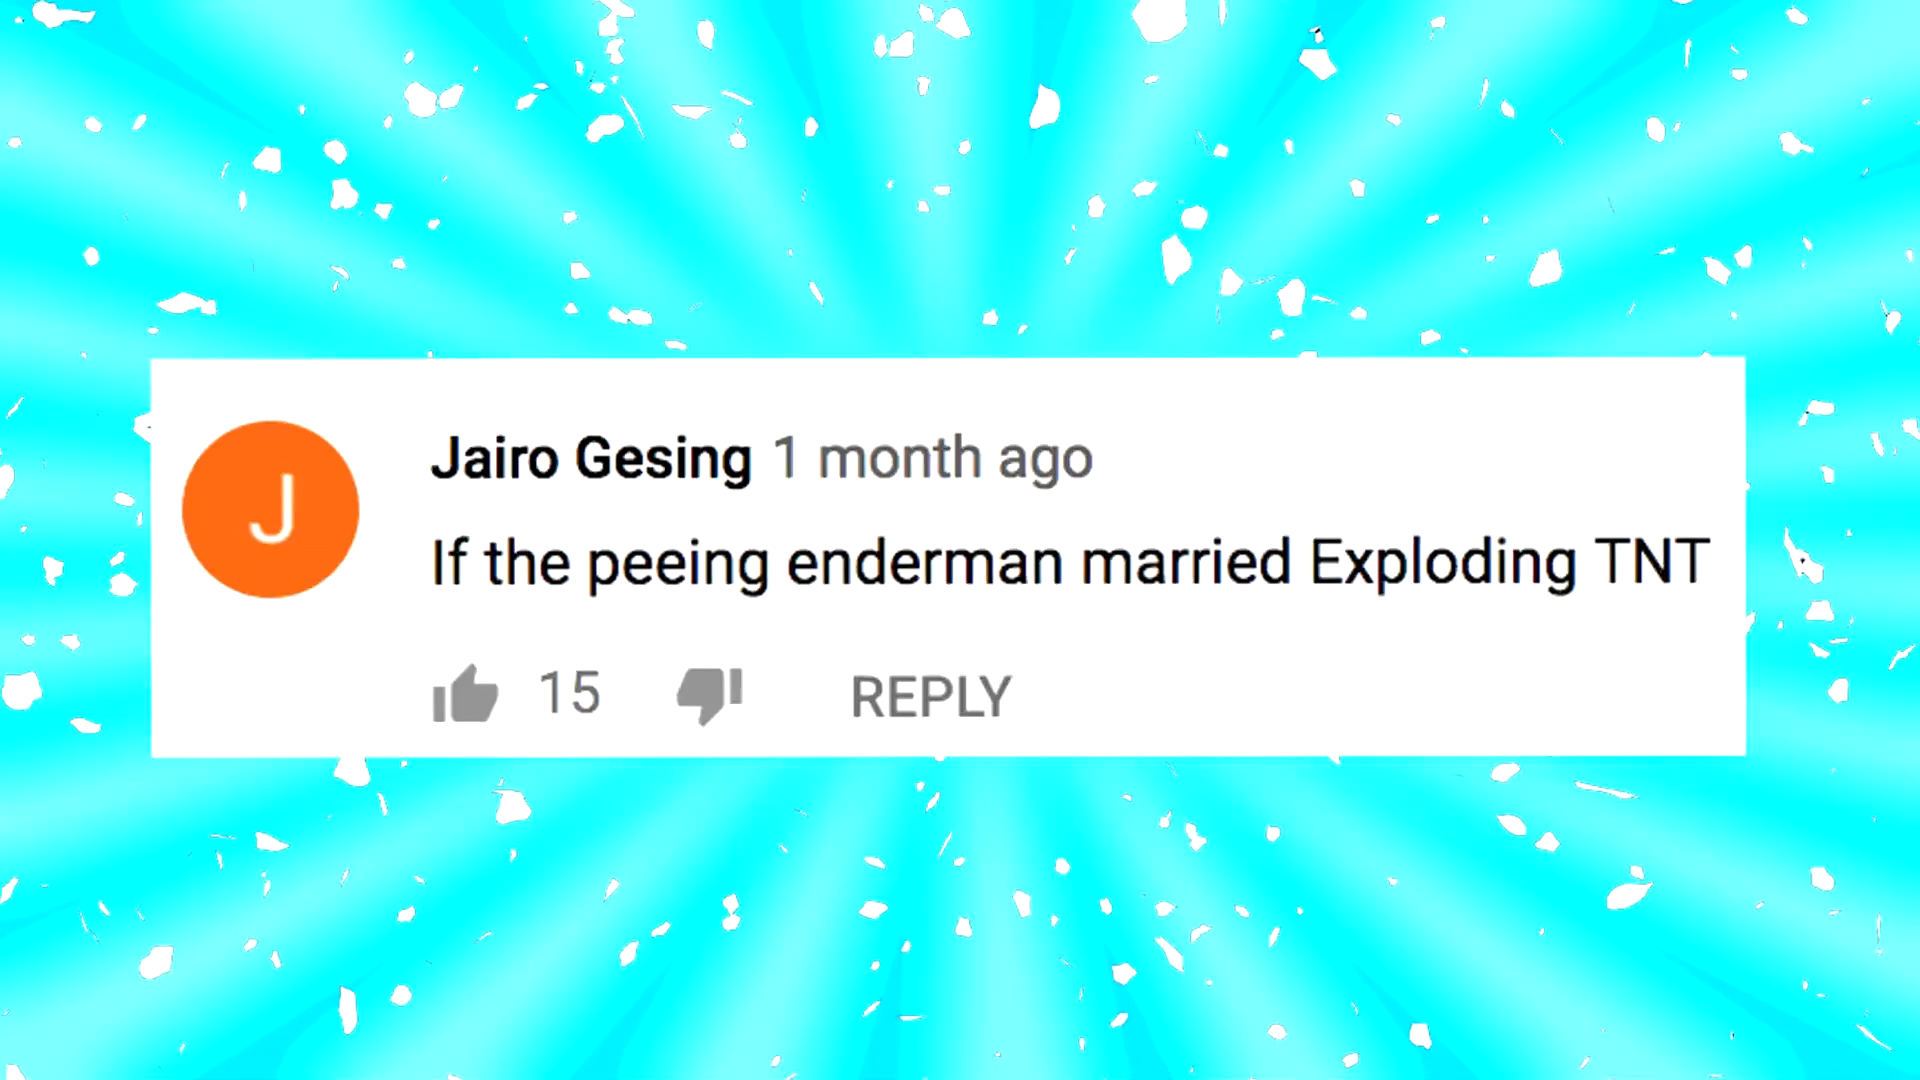 J
Jairo Gesing 1 month ago
If the peeing enderman married Exploding TNT
15 REPLY